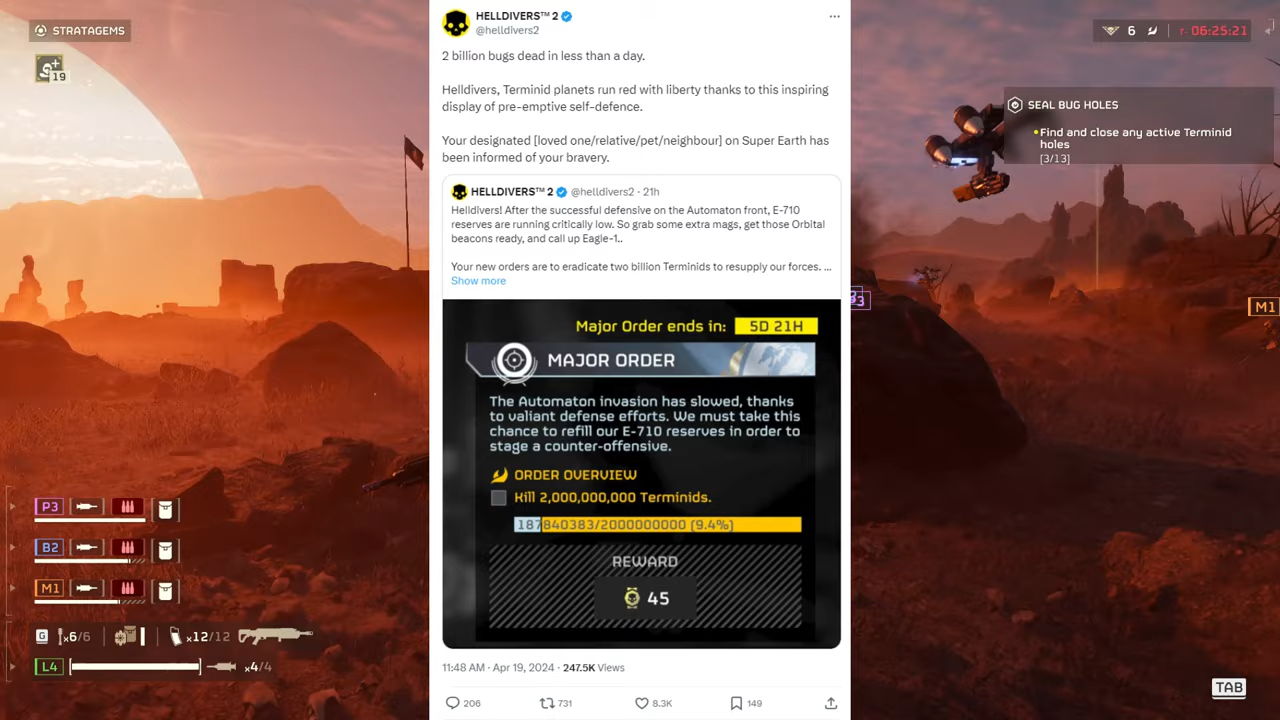 STRATAGEMS
19
HELLDIVERS™ 2
@helldivers2
2 billion bugs dead in less than a day.
Helldivers, Terminid planets run red with liberty thanks to this inspiring
display of pre-emptive self-defence.
Your designated [loved one/relative/pet/neighbour] on Super Earth has
been informed of your bravery.
HELLDIVERS™ 2 @helldivers2 · 21h
Helldivers! After the successful defensive on the Automaton front, E-710
reserves are running critically low. So grab some extra mags, get those Orbital
beacons ready, and call up Eagle-1..
Your new orders are to eradicate two billion Terminids to resupply our forces. ...
Show more
Major Order ends in: 5D 21H
MAJOR ORDER
The Automaton invasion has slowed, thanks
to valiant defense efforts. We must take this
chance to refill our E-710 reserves in order to
stage a counter-offensive.
ORDER OVERVIEW
Kill 2,000,000,000 Terminids.
187840383/2000000000 (9.4%)
REWARD
45
11:48 AM · Apr 19, 2024 · 247.5K Views
206
731
8.3K
149
P3
B2
M1
G x6/6 x12/12
L4 x4/4
6 T- 06:25:21
SEAL BUG HOLES
Find and close any active Terminid
holes
[3/13]
M1
TAB